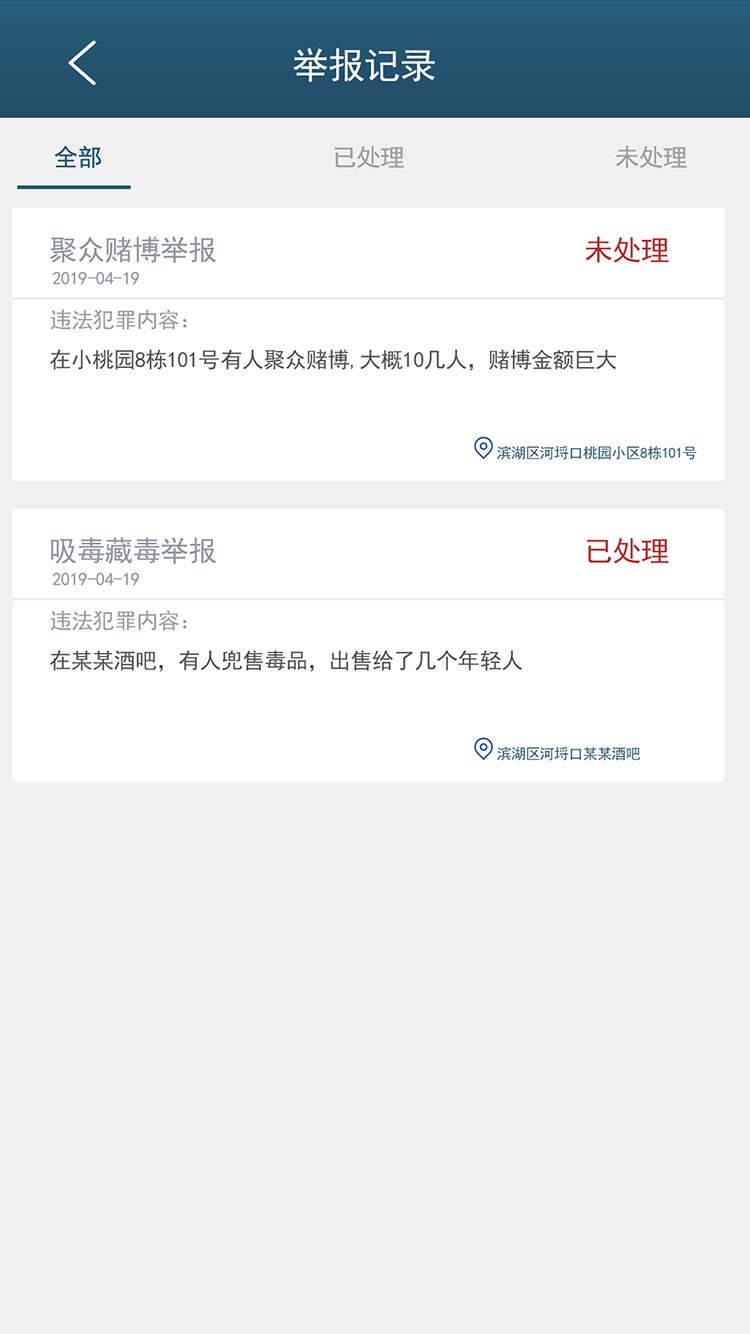 举报记录
全部 已处理 未处理
聚众赌博举报 未处理
2019-04-19
违法犯罪内容：
在小桃园8栋101号有人聚众赌博,大概10几人，赌博金额巨大
滨湖区河埒口桃园小区8栋101号
吸毒藏毒举报 已处理
2019-04-19
违法犯罪内容：
在某某酒吧，有人兜售毒品，出售给了几个年轻人
滨湖区河埒口某某酒吧